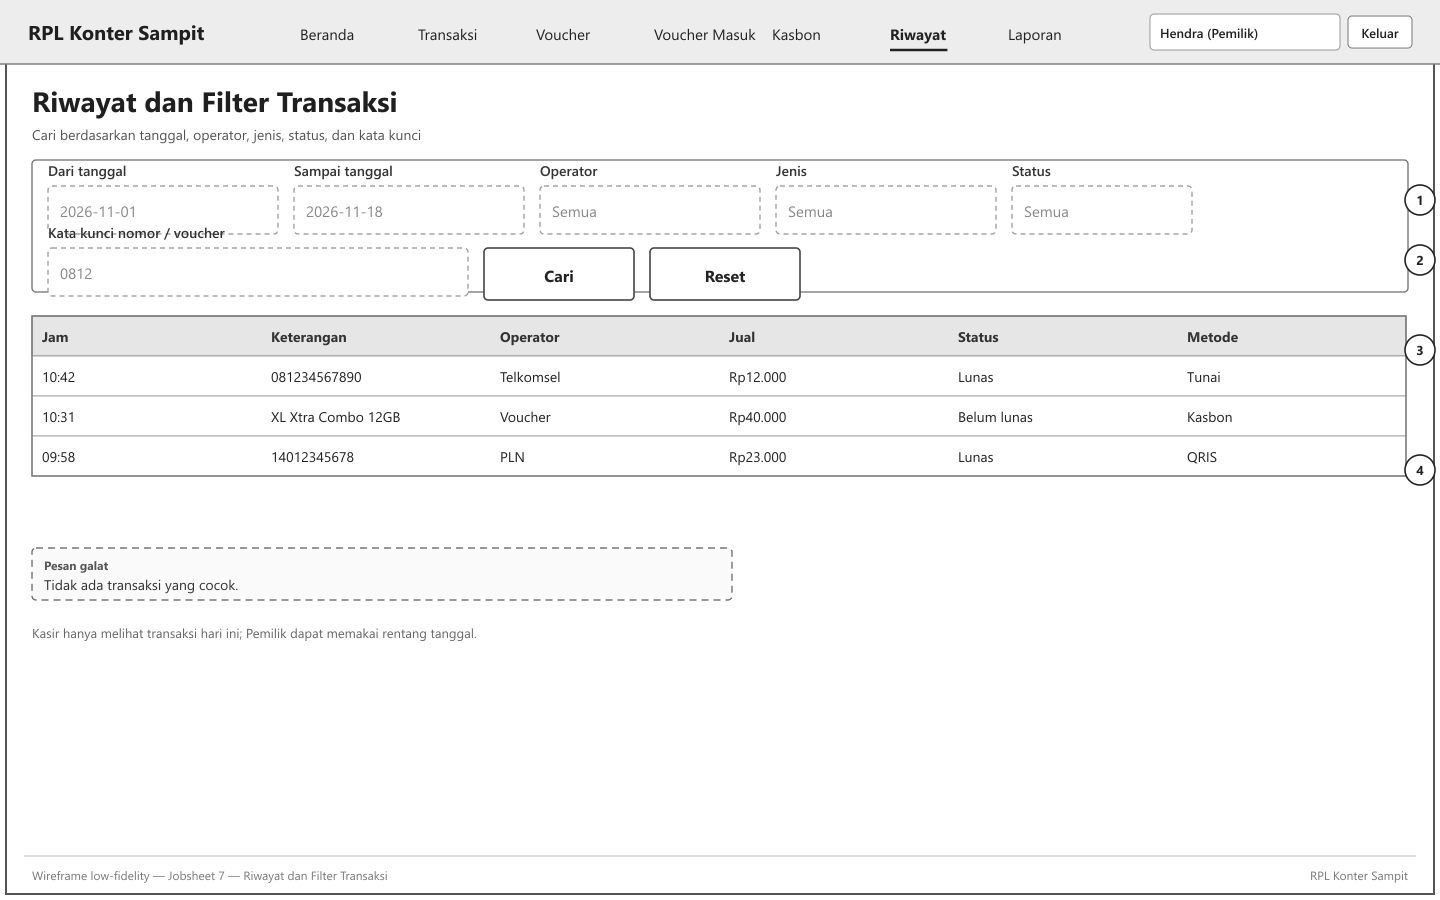 RPL Konter Sampit Beranda Transaksi Voucher Voucher Masuk Kasbon Riwayat Laporan Hendra (Pemilik) Keluar
Riwayat dan Filter Transaksi
Cari berdasarkan tanggal, operator, jenis, status, dan kata kunci
Dari tanggal Sampai tanggal Operator Jenis Status
2026-11-01 2026-11-18 Semua Semua Semua
1
Kata kunci nomor / voucher
0812 Cari Reset
2
Jam Keterangan Operator Jual Status Metode
3
10:42 081234567890 Telkomsel Rp12.000 Lunas Tunai
10:31 XL Xtra Combo 12GB Voucher Rp40.000 Belum lunas Kasbon
09:58 14012345678 PLN Rp23.000 Lunas QRIS
4
Pesan galat
Tidak ada transaksi yang cocok.
Kasir hanya melihat transaksi hari ini; Pemilik dapat memakai rentang tanggal.
Wireframe low-fidelity — Jobsheet 7 — Riwayat dan Filter Transaksi RPL Konter Sampit